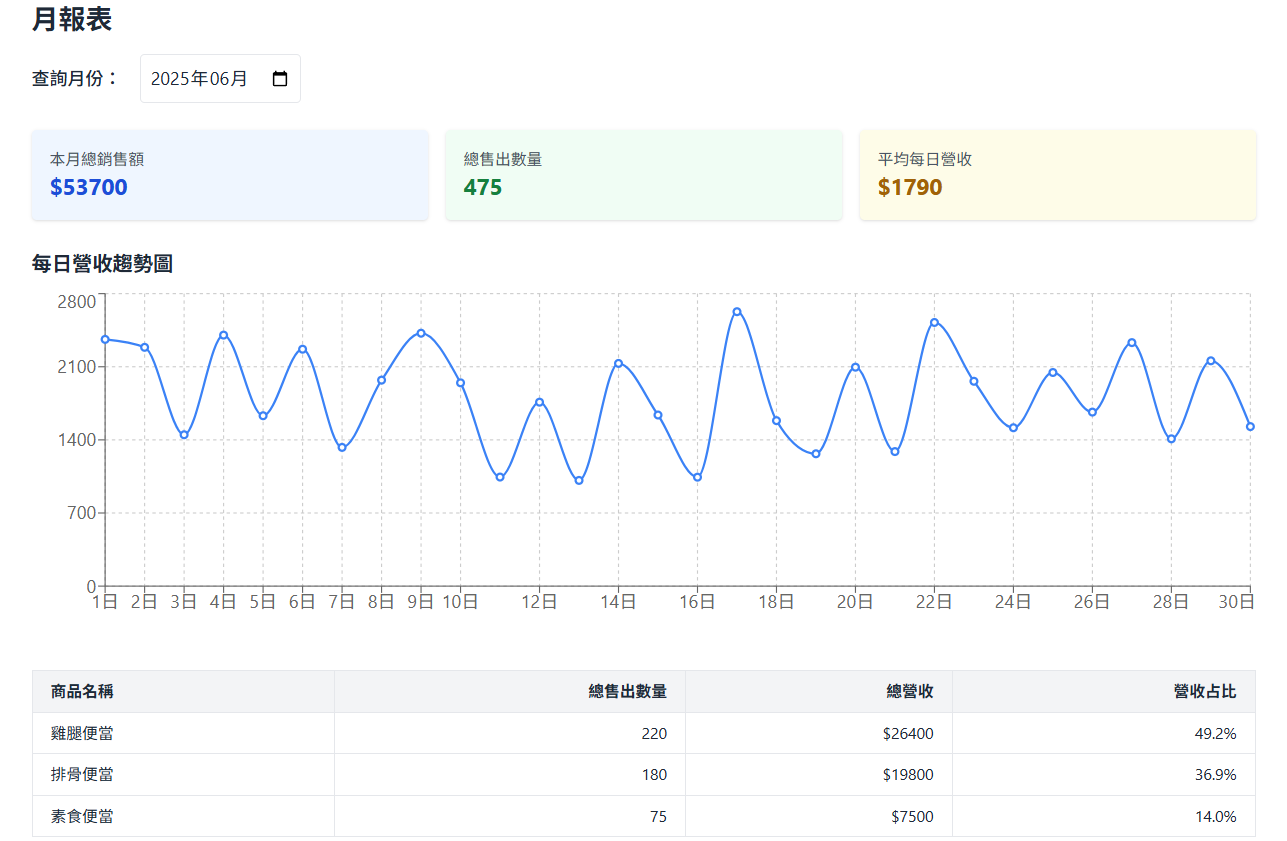 月報表
查詢月份：
2025年06月
本月總銷售額
$53700
總售出數量
475
平均每日營收
$1790
每日營收趨勢圖
2800
2100
1400
700
0
1日 2日 3日 4日 5日 6日 7日 8日 9日 10日 12日 14日 16日 18日 20日 22日 24日 26日 28日 30日
商品名稱 總售出數量 總營收 營收占比
雞腿便當 220 $26400 49.2%
排骨便當 180 $19800 36.9%
素食便當 75 $7500 14.0%